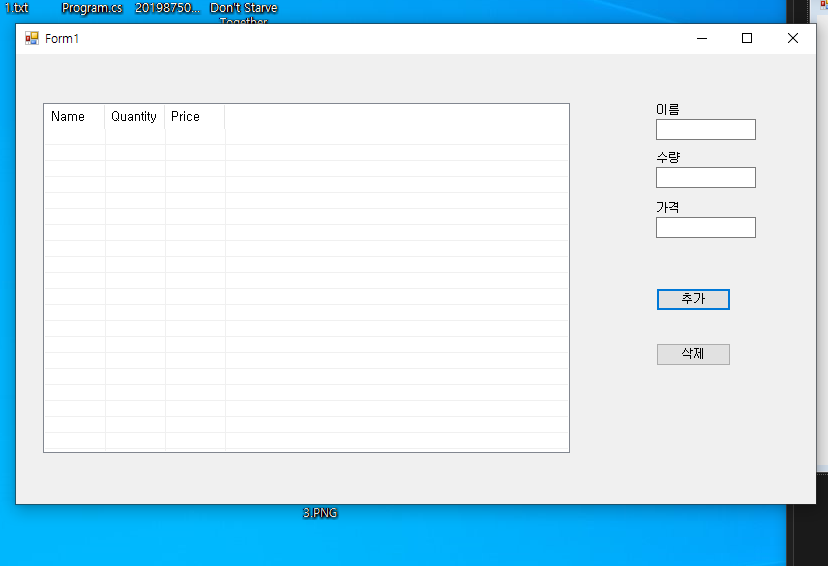 1.txt
Program.cs
20198750...
Don't Starve
Together
Form1
Name Quantity Price
이름
수량
가격
추가
삭제
3.PNG